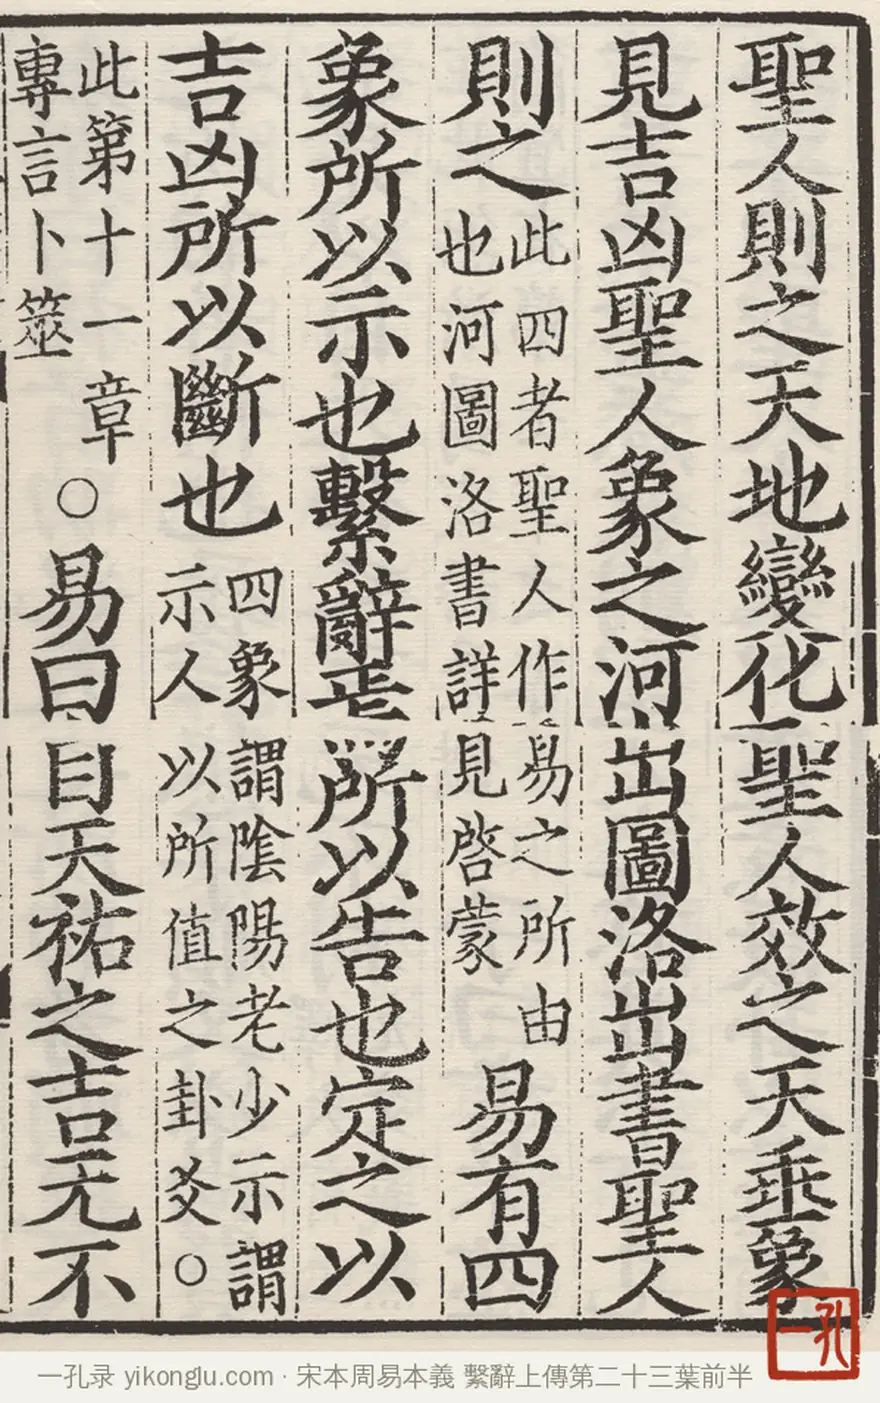 聖人則之天地變化聖人效之天垂象
見吉凶聖人象之河出圖洛出書聖人
則之此四者聖人作易之所由也河圖洛書詳見啓蒙易有四
象所以示也繫辭焉所以告也定之以
吉凶所以斷也四象謂陰陽老少示謂示人以所值之卦爻○
此第十一章專言卜筮○易曰自天祐之吉无不
一孔
一孔录 yikonglu.com · 宋本周易本義 繫辭上傳第二十三葉前半